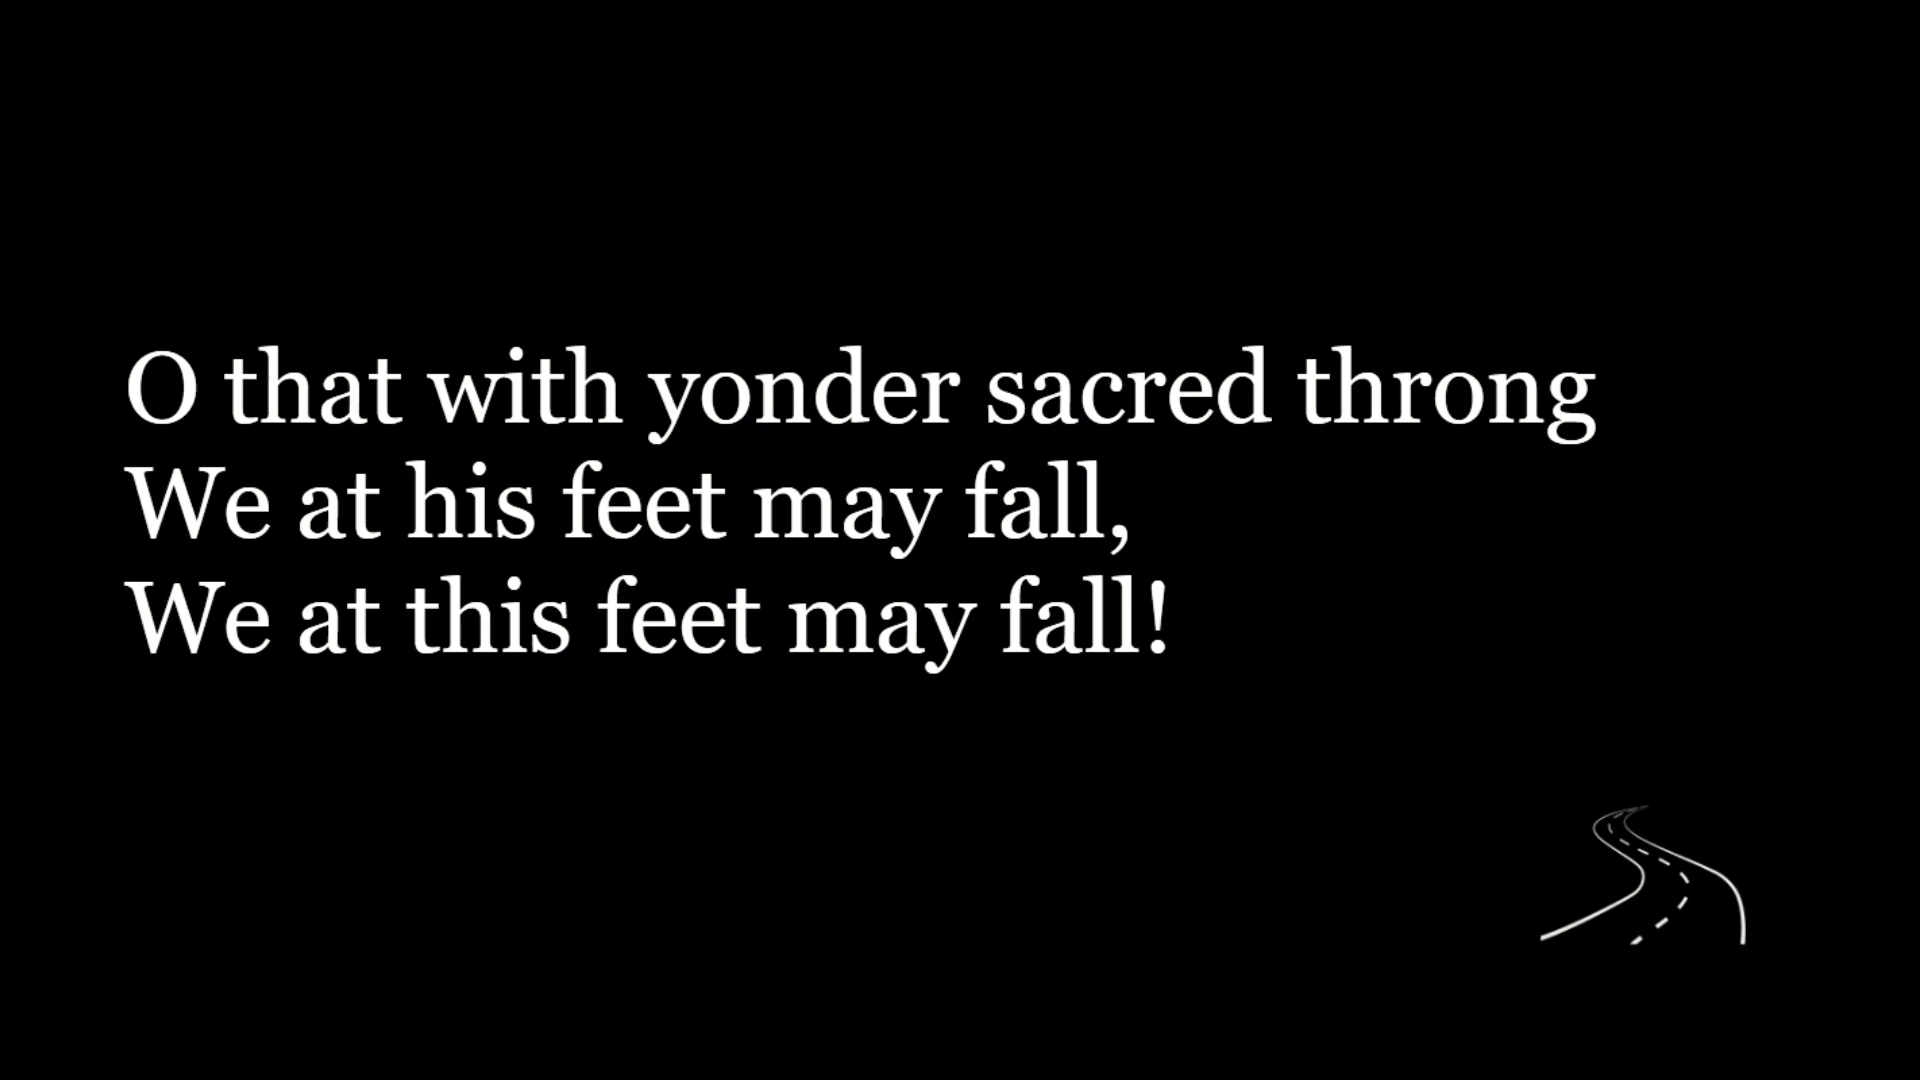 O that with yonder sacred throng
We at his feet may fall,
We at this feet may fall!